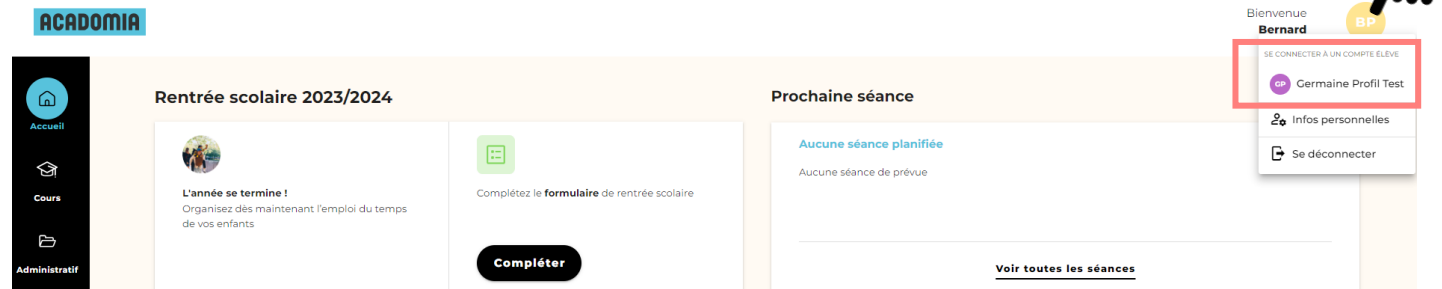 ACADOMIA
Bienvenue
Bernard
BP
SE CONNECTER À UN COMPTE ÉLÈVE
GP
Germaine Profil Test
Infos personnelles
Se déconnecter
Accueil
Cours
Administratif
Rentrée scolaire 2023/2024
L'année se termine !
Organisez dès maintenant l'emploi du temps
de vos enfants
Complétez le formulaire de rentrée scolaire
Compléter
Prochaine séance
Aucune séance planifiée
Aucune séance de prévue
Voir toutes les séances